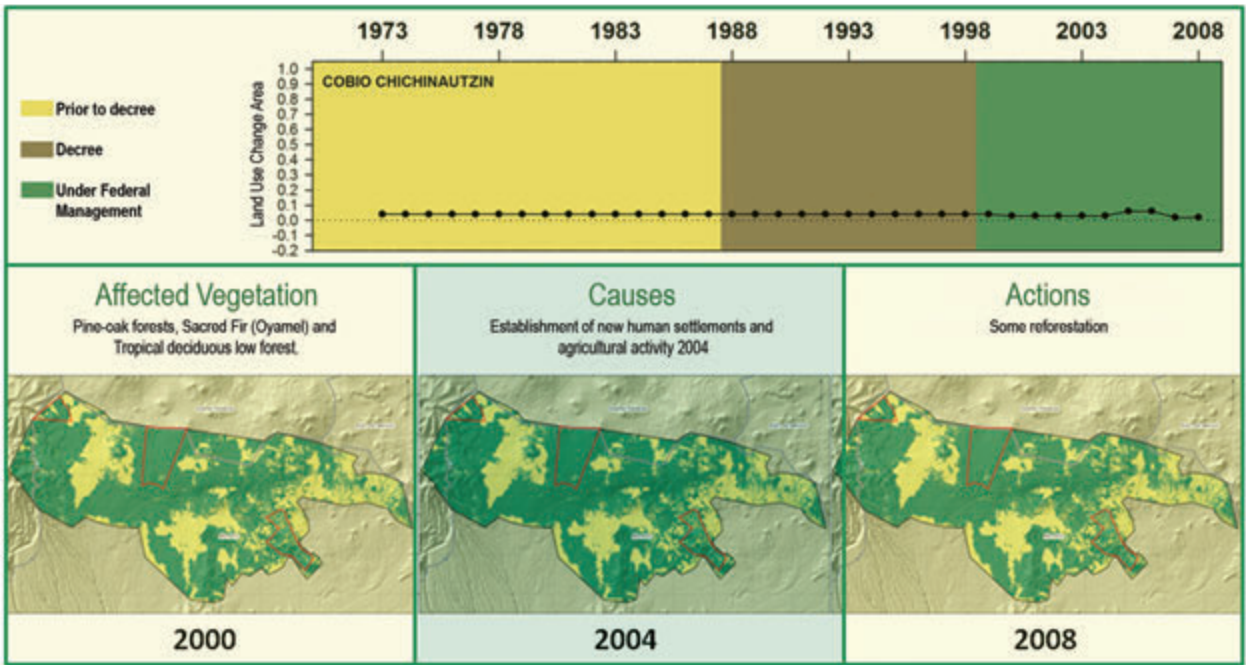 1973 1978 1983 1988 1993 1998 2003 2008
COBIO CHICHINAUTZIN
Land Use Change Area
1.0
0.9
0.8
0.7
0.6
0.5
0.4
0.3
0.2
0.1
0.0
-0.1
-0.2
Prior to decree
Decree
Under Federal
Management
Affected Vegetation
Pine-oak forests, Sacred Fir (Oyamel) and
Tropical deciduous low forest.
2000
Causes
Establishment of new human settlements and
agricultural activity 2004
2004
Actions
Some reforestation
2008